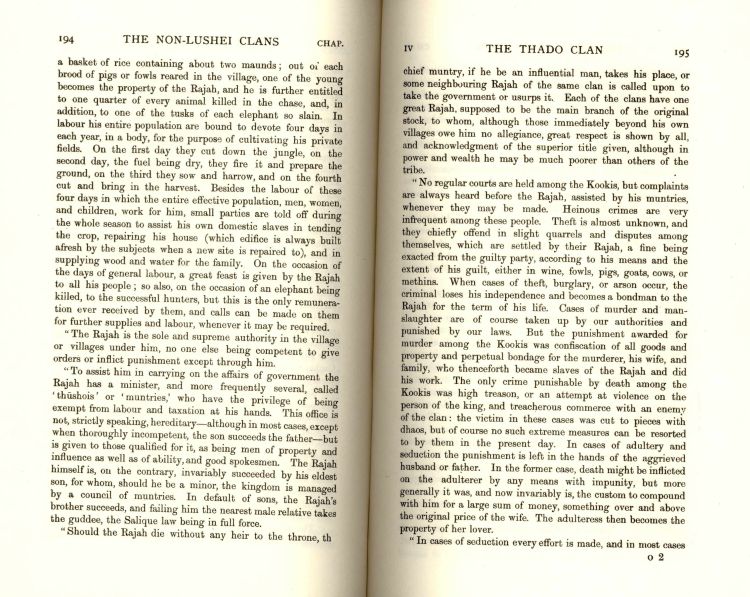 194 THE NON-LUSHEI CLANS CHAP.
a basket of rice containing about two maunds; out of each
brood of pigs or fowls reared in the village, one of the young
becomes the property of the Rajah, and he is further entitled
to one quarter of every animal killed in the chase, and, in
addition, to one of the tusks of each elephant so slain. In
labour his entire population are bound to devote four days in
each year, in a body, for the purpose of cultivating his private
fields. On the first day they cut down the jungle, on the
second day, the fuel being dry, they fire it and prepare the
ground, on the third they sow and harrow, and on the fourth
cut and bring in the harvest. Besides the labour of these
four days in which the entire effective population, men, women,
and children, work for him, small parties are told off during
the whole season to assist his own domestic slaves in tending
the crop, repairing his house (which edifice is always built
afresh by the subjects when a new site is repaired to), and in
supplying wood and water for the family. On the occasion of
the days of general labour, a great feast is given by the Rajah
to all his people; so also, on the occasion of an elephant being
killed, to the successful hunters, but this is the only remunera-
tion ever received by them, and calls can be made on them
for further supplies and labour, whenever it may be required.
"The Rajah is the sole and supreme authority in the village
or villages under him, no one else being competent to give
orders or inflict punishment except through him.
"To assist him in carrying on the affairs of government the
Rajah has a minister, and more frequently several, called
'thūshois' or 'muntries,' who have the privilege of being
exempt from labour and taxation at his hands. This office is
not, strictly speaking, hereditary—although in most cases, except
when thoroughly incompetent, the son succeeds the father—but
is given to those qualified for it, as being men of property and
influence as well as of ability, and good spokesmen. The Rajah
himself is, on the contrary, invariably succeeded by his eldest
son, for whom, should he be a minor, the kingdom is managed
by a council of muntries. In default of sons, the Rajah's
brother succeeds, and failing him the nearest male relative takes
the guddee, the Salique law being in full force.
"Should the Rajah die without any heir to the throne, th
IV THE THADO CLAN 195
chief muntry, if he be an influential man, takes his place, or
some neighbouring Rajah of the same clan is called upon to
take the government or usurps it. Each of the clans have one
great Rajah, supposed to be the main branch of the original
stock, to whom, although those immediately beyond his own
villages owe him no allegiance, great respect is shown by all,
and acknowledgment of the superior title given, although in
power and wealth he may be much poorer than others of the
tribe.
"No regular courts are held among the Kookis, but complaints
are always heard before the Rajah, assisted by his muntries,
whenever they may be made. Heinous crimes are very
infrequent among these people. Theft is almost unknown, and
they chiefly offend in slight quarrels and disputes among
themselves, which are settled by their Rajah, a fine being
exacted from the guilty party, according to his means and the
extent of his guilt, either in wine, fowls, pigs, goats, cows, or
methins. When cases of theft, burglary, or arson occur, the
criminal loses his independence and becomes a bondman to the
Rajah for the term of his life. Cases of murder and man-
slaughter are of course taken up by our authorities and
punished by our laws. But the punishment awarded for
murder among the Kookis was confiscation of all goods and
property and perpetual bondage for the murderer, his wife, and
family, who thenceforth became slaves of the Rajah and did
his work. The only crime punishable by death among the
Kookis was high treason, or an attempt at violence on the
person of the king, and treacherous commerce with an enemy
of the clan: the victim in these cases was cut to pieces with
dhaos, but of course no such extreme measures can be resorted
to by them in the present day. In cases of adultery and
seduction the punishment is left in the hands of the aggrieved
husband or father. In the former case, death might be inflicted
on the adulterer by any means with impunity, but more
generally it was, and now invariably is, the custom to compound
with him for a large sum of money, something over and above
the original price of the wife. The adulteress then becomes the
property of her lover.
"In cases of seduction every effort is made, and in most cases
O 2